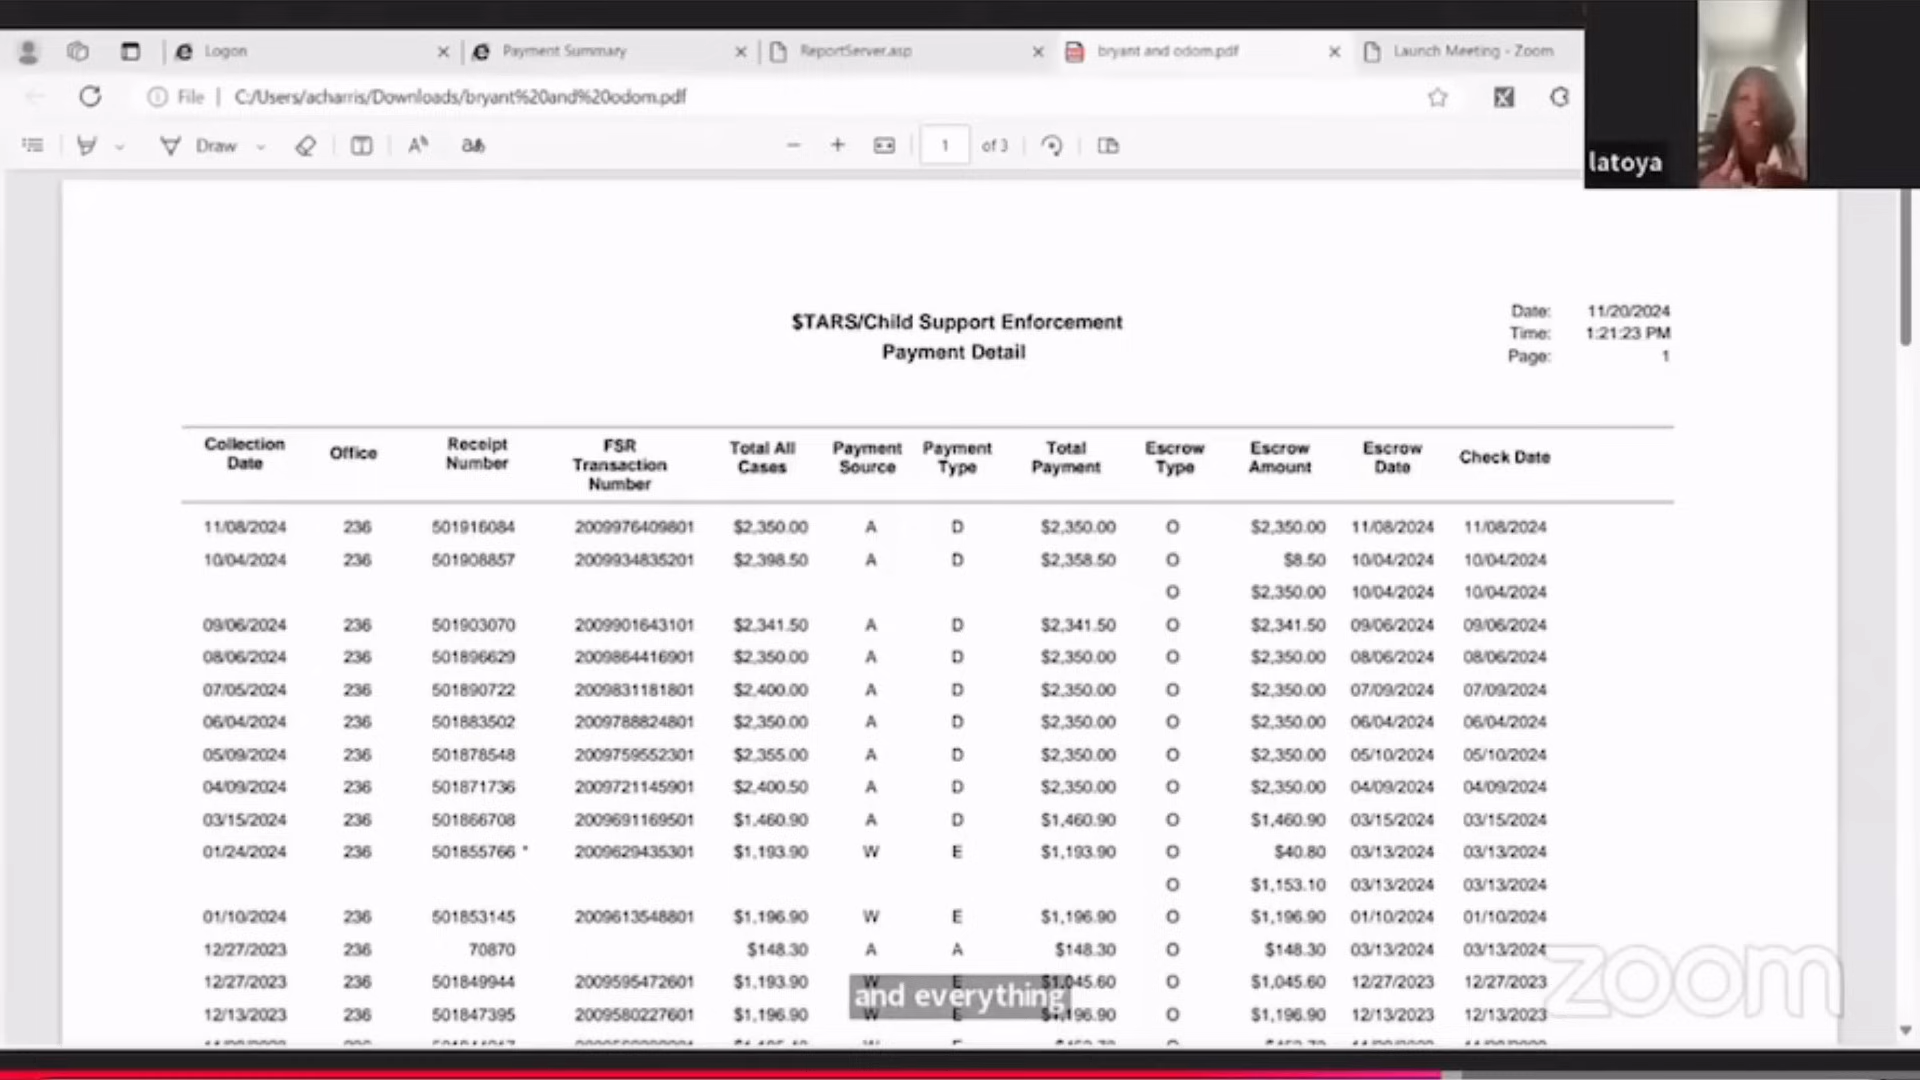 Logon
Payment Summary
ReportServer.asp
bryant and odom.pdf
Launch Meeting - Zoom
File
C:/Users/acharris/Downloads/bryant%20and%20odom.pdf
Draw
1 of 3
latoya
$TARS/Child Support Enforcement
Payment Detail
Date: 11/20/2024
Time: 1:21:23 PM
Page: 1
Collection Date Office Receipt Number FSR Transaction Number Total All Cases Payment Source Payment Type Total Payment Escrow Type Escrow Amount Escrow Date Check Date
11/08/2024 236 501916084 2009976409801 $2,350.00 A D $2,350.00 O $2,350.00 11/08/2024 11/08/2024
10/04/2024 236 501908857 2009934835201 $2,398.50 A D $2,358.50 O $8.50 10/04/2024 10/04/2024
O $2,350.00 10/04/2024 10/04/2024
09/06/2024 236 501903070 2009901643101 $2,341.50 A D $2,341.50 O $2,341.50 09/06/2024 09/06/2024
08/06/2024 236 501896629 2009864416901 $2,350.00 A D $2,350.00 O $2,350.00 08/06/2024 08/06/2024
07/05/2024 236 501890722 2009831181801 $2,400.00 A D $2,350.00 O $2,350.00 07/09/2024 07/09/2024
06/04/2024 236 501883502 2009788824801 $2,350.00 A D $2,350.00 O $2,350.00 06/04/2024 06/04/2024
05/09/2024 236 501878548 2009759552301 $2,355.00 A D $2,350.00 O $2,350.00 05/10/2024 05/10/2024
04/09/2024 236 501871736 2009721145901 $2,400.50 A D $2,350.00 O $2,350.00 04/09/2024 04/09/2024
03/15/2024 236 501866708 2009691169501 $1,460.90 A D $1,460.90 O $1,460.90 03/15/2024 03/15/2024
01/24/2024 236 501855766 * 2009629435301 $1,193.90 W E $1,193.90 O $40.80 03/13/2024 03/13/2024
O $1,153.10 03/13/2024 03/13/2024
01/10/2024 236 501853145 2009613548801 $1,196.90 W E $1,196.90 O $1,196.90 01/10/2024 01/10/2024
12/27/2023 236 70870 $148.30 A A $148.30 O $148.30 03/13/2024 03/13/2024
12/27/2023 236 501849944 2009595472601 $1,193.90 W E $1,045.60 O $1,045.60 12/27/2023 12/27/2023
12/13/2023 236 501847395 2009580227601 $1,196.90 W E $1,196.90 O $1,196.90 12/13/2023 12/13/2023
and everything
zoom